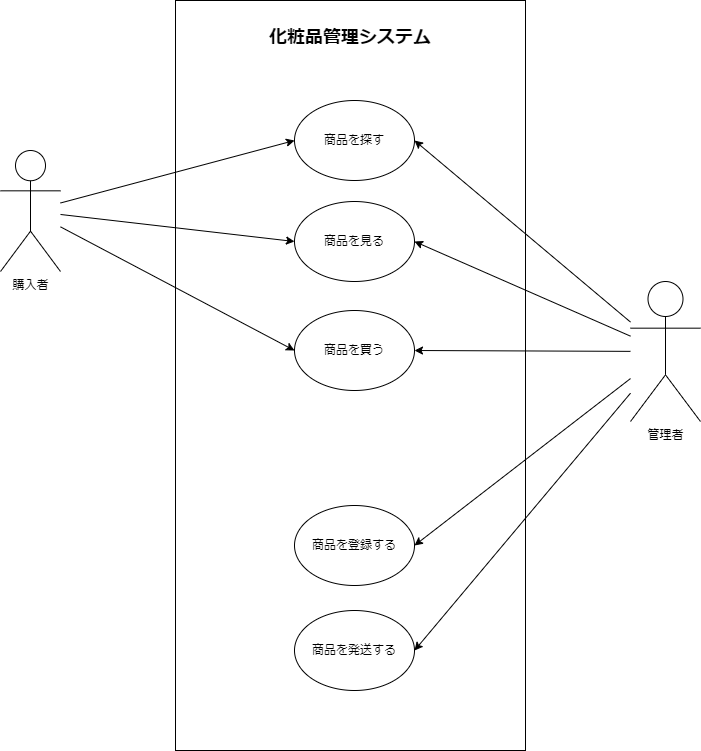 化粧品管理システム
商品を探す
商品を見る
購入者
商品を買う
管理者
商品を登録する
商品を発送する